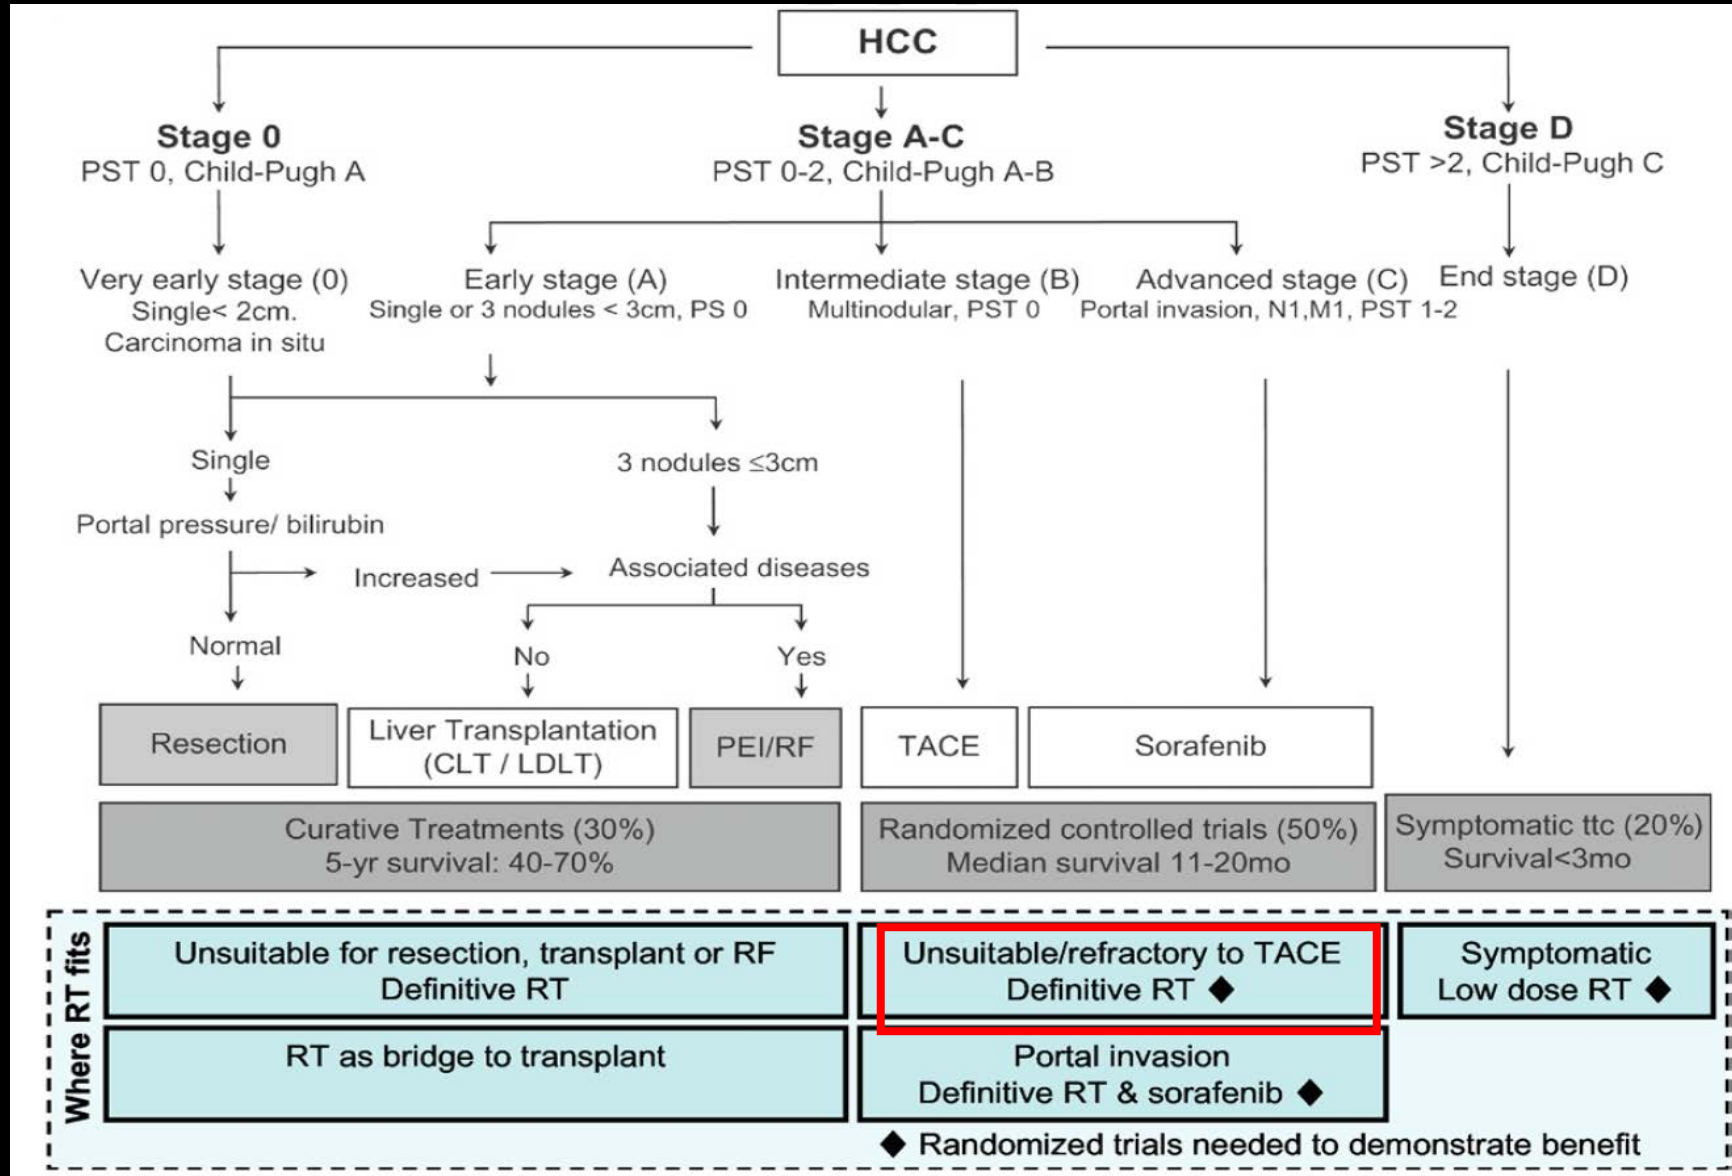 HCC
Stage 0
PST 0, Child-Pugh A
Stage A-C
PST 0-2, Child-Pugh A-B
Stage D
PST >2, Child-Pugh C
Very early stage (0)
Single< 2cm.
Carcinoma in situ
Early stage (A)
Single or 3 nodules < 3cm, PS 0
Intermediate stage (B)
Multinodular, PST 0
Advanced stage (C)
Portal invasion, N1,M1, PST 1-2
End stage (D)
Single
3 nodules ≤3cm
Portal pressure/ bilirubin
Increased
Associated diseases
Normal
No
Yes
Resection
Liver Transplantation
(CLT / LDLT)
PEI/RF
TACE
Sorafenib
Curative Treatments (30%)
5-yr survival: 40-70%
Randomized controlled trials (50%)
Median survival 11-20mo
Symptomatic ttc (20%)
Survival<3mo
Where RT fits
Unsuitable for resection, transplant or RF
Definitive RT
Unsuitable/refractory to TACE
Definitive RT ◆
Symptomatic
Low dose RT ◆
RT as bridge to transplant
Portal invasion
Definitive RT & sorafenib ◆
◆ Randomized trials needed to demonstrate benefit